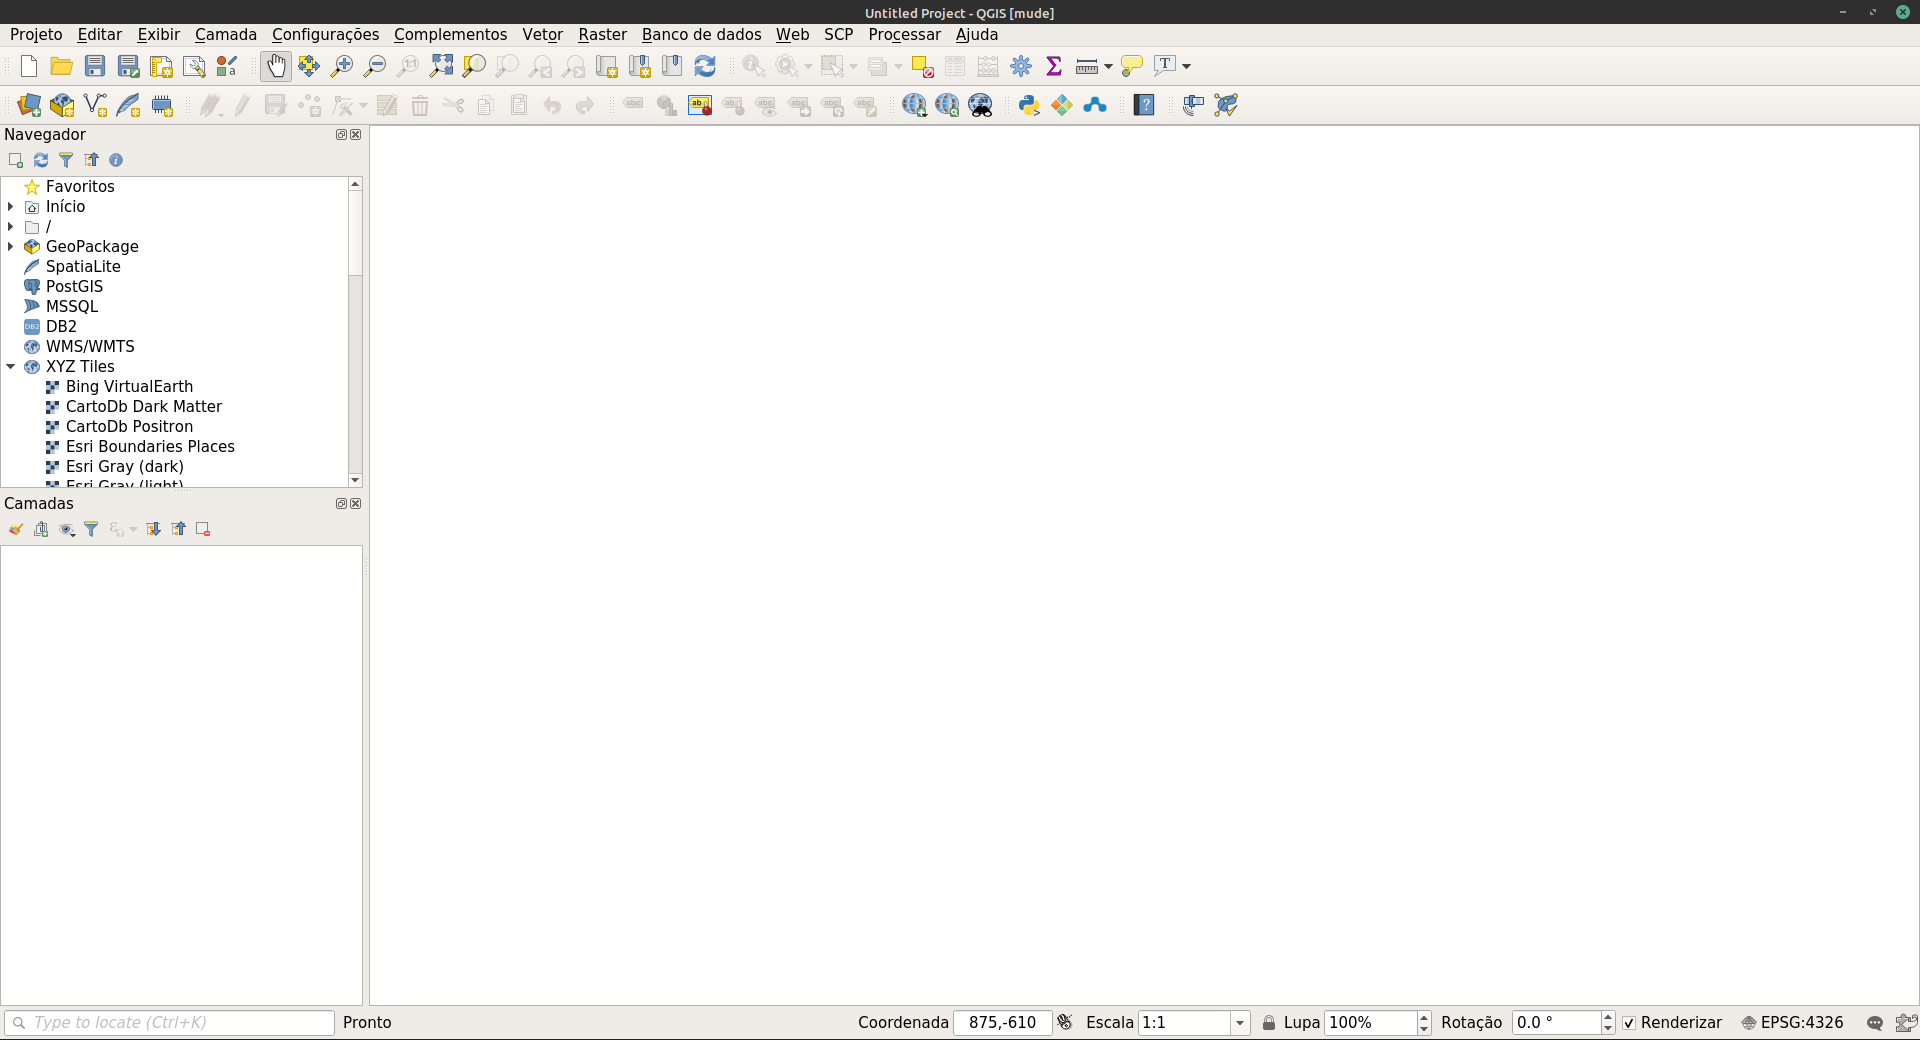 Untitled Project - QGIS [mude]
Projeto Editar Exibir Camada Configurações Complementos Vetor Raster Banco de dados Web SCP Processar Ajuda
Navegador
Favoritos
Início
/
GeoPackage
SpatiaLite
PostGIS
MSSQL
DB2
WMS/WMTS
XYZ Tiles
Bing VirtualEarth
CartoDb Dark Matter
CartoDb Positron
Esri Boundaries Places
Esri Gray (dark)
Esri Gray (light)
Camadas
Type to locate (Ctrl+K) Pronto Coordenada 875,-610 Escala 1:1 Lupa 100% Rotação 0.0 ° Renderizar EPSG:4326